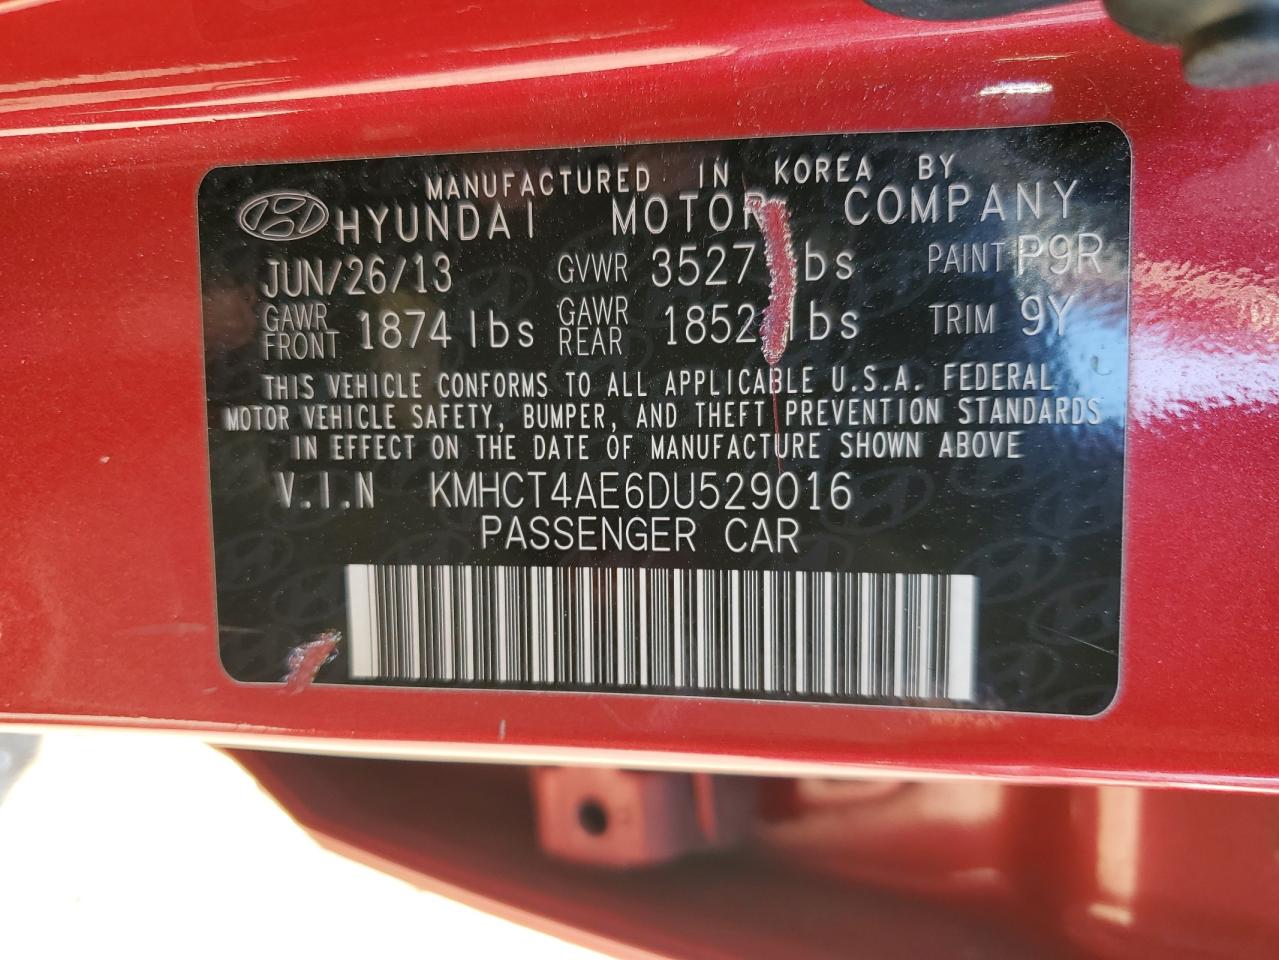 MANUFACTURED IN KOREA BY
HYUNDAI MOTOR COMPANY
JUN/26/13 GVWR 3527 lbs PAINT P9R
GAWR FRONT 1874 lbs GAWR REAR 1852 lbs TRIM 9Y
THIS VEHICLE CONFORMS TO ALL APPLICABLE U.S.A. FEDERAL
MOTOR VEHICLE SAFETY, BUMPER, AND THEFT PREVENTION STANDARDS
IN EFFECT ON THE DATE OF MANUFACTURE SHOWN ABOVE
V.I.N KMHCT4AE6DU529016
PASSENGER CAR